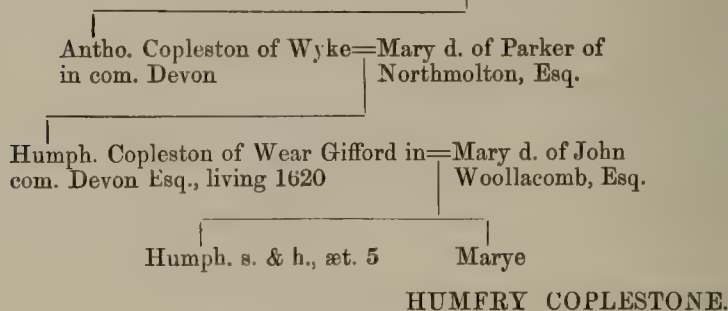 Antho. Copleston of Wyke=Mary d. of Parker of
in com. Devon Northmolton, Esq.
Humph. Copleston of Wear Gifford in=Mary d. of John
com. Devon Esq., living 1620 Woollacomb, Esq.
Humph. s. & h., æt. 5 Marye
HUMFRY COPLESTONE.